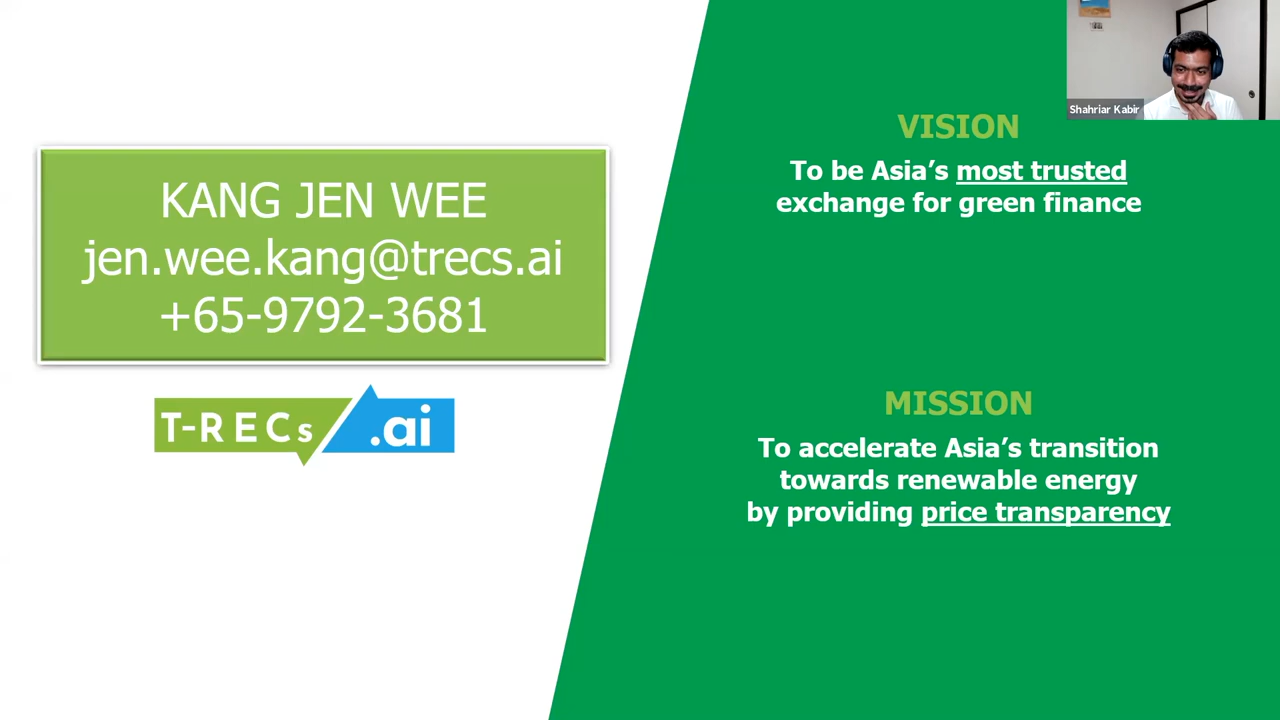 KANG JEN WEE
jen.wee.kang@trecs.ai
+65-9792-3681
T-RECs
.ai
Shahriar Kabir
VISION
To be Asia’s most trusted
exchange for green finance
MISSION
To accelerate Asia’s transition
towards renewable energy
by providing price transparency